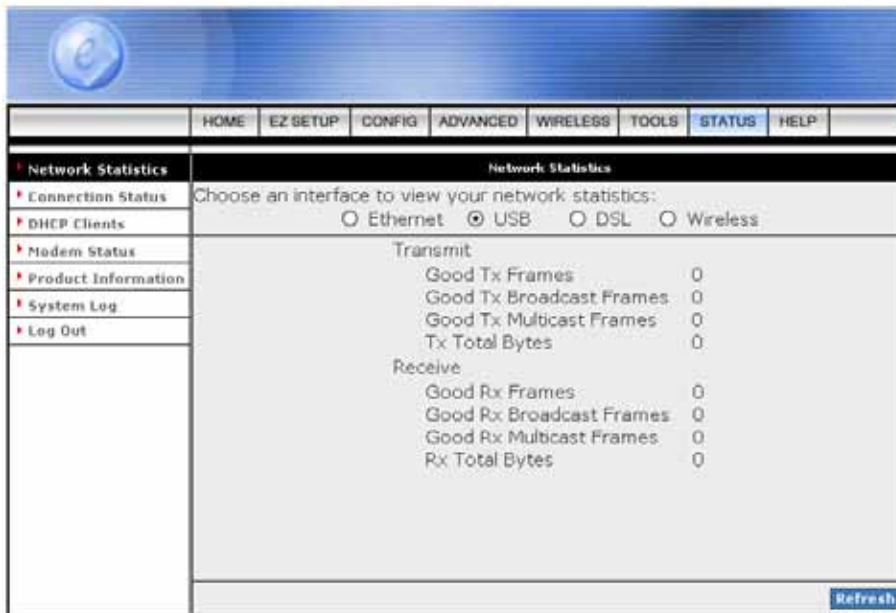 e
HOME EZ SETUP CONFIG ADVANCED WIRELESS TOOLS STATUS HELP
Network Statistics
Connection Status
DHCP Clients
Modem Status
Product Information
System Log
Log Out
Network Statistics
Choose an interface to view your network statistics:
Ethernet USB DSL Wireless
Transmit
Good Tx Frames 0
Good Tx Broadcast Frames 0
Good Tx Multicast Frames 0
Tx Total Bytes 0
Receive
Good Rx Frames 0
Good Rx Broadcast Frames 0
Good Rx Multicast Frames 0
Rx Total Bytes 0
Refresh